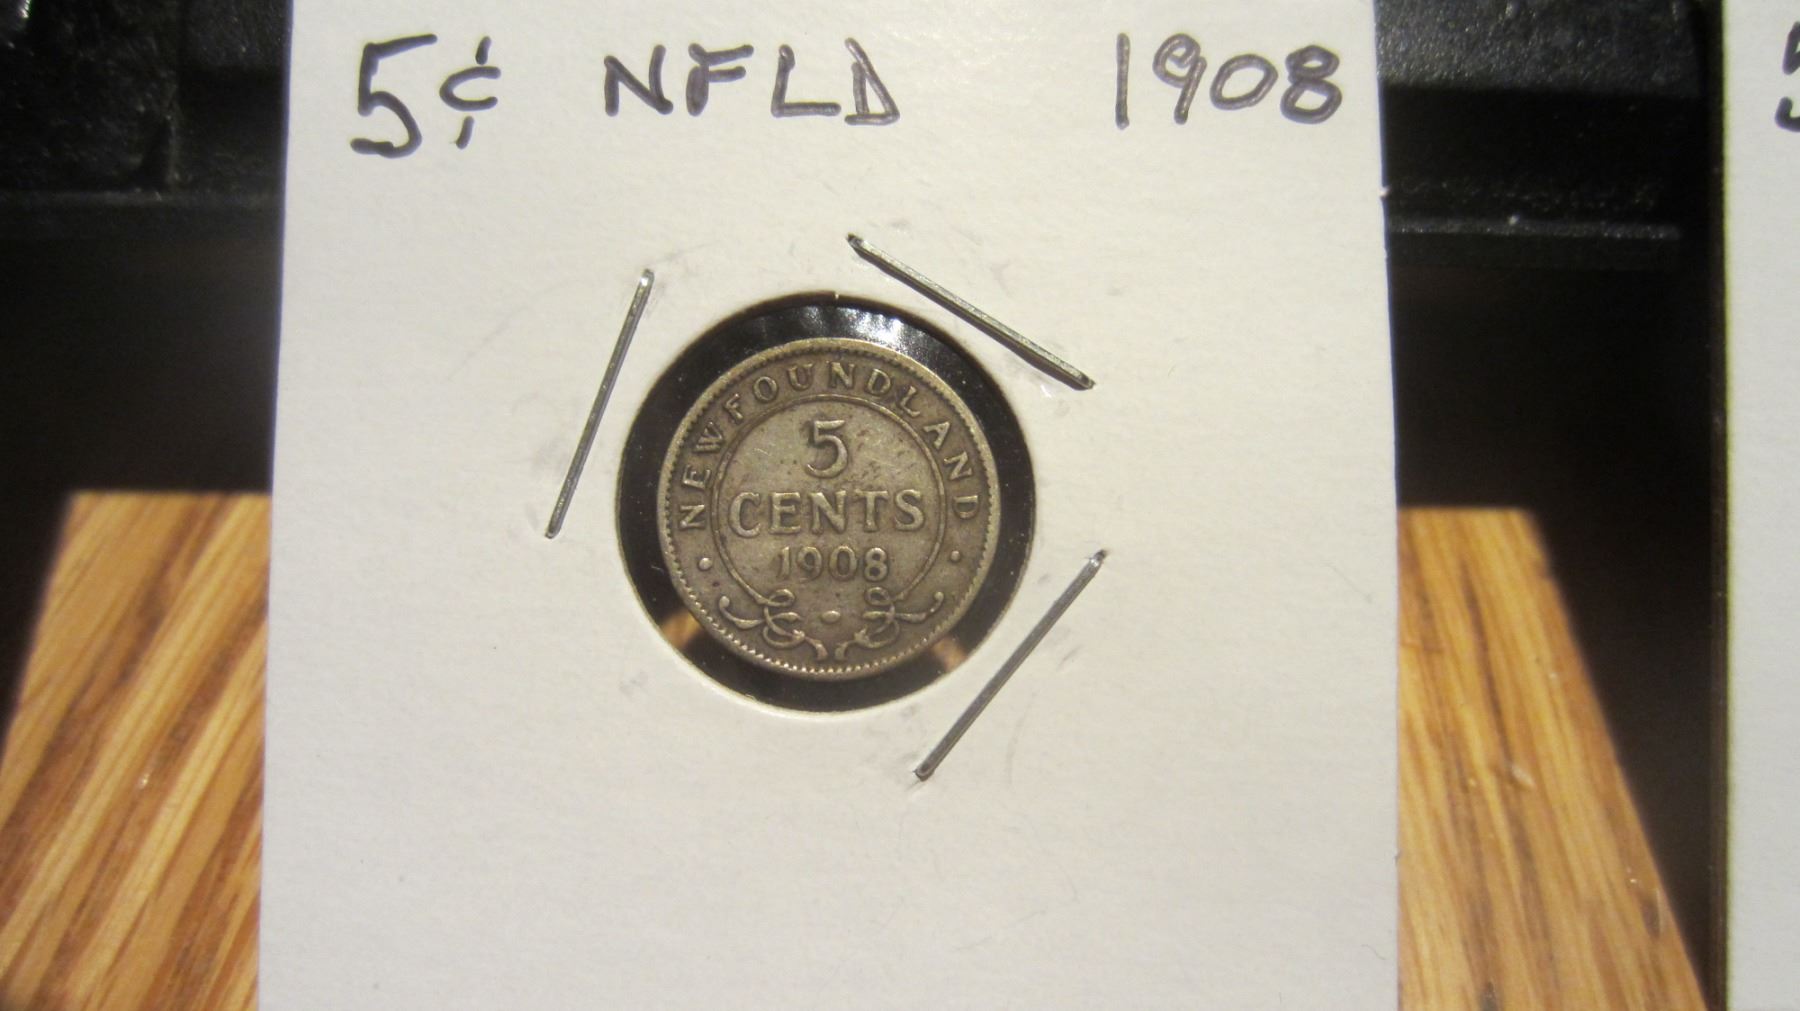 5¢ NFLD 1908
NEWFOUNDLAND
5
CENTS
1908